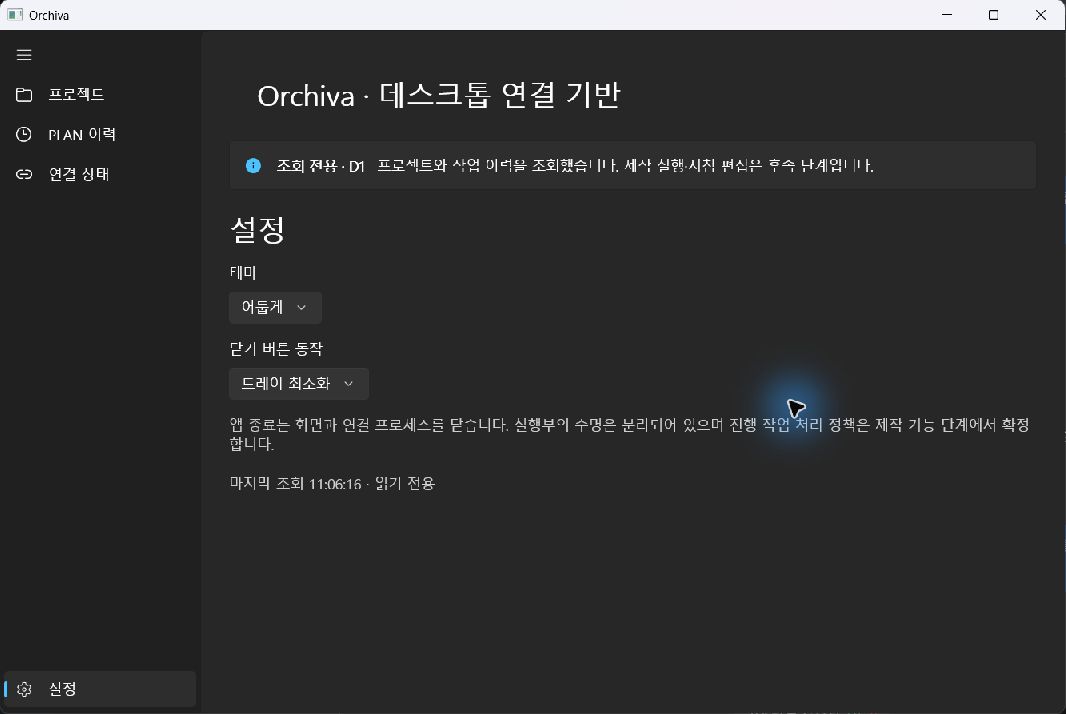 Orchiva
프로젝트
PLAN 이력
연결 상태
Orchiva · 데스크톱 연결 기반
조회 전용 · D1 프로젝트와 작업 이력을 조회했습니다. 제작 실행·지침 편집은 후속 단계입니다.
설정
테마
어둡게
닫기 버튼 동작
트레이 최소화
앱 종료는 화면과 연결 프로세스를 닫습니다. 실행부의 수명은 분리되어 있으며 진행 작업 처리 정책은 제작 기능 단계에서 확정
합니다.
마지막 조회 11:06:16 · 읽기 전용
설정